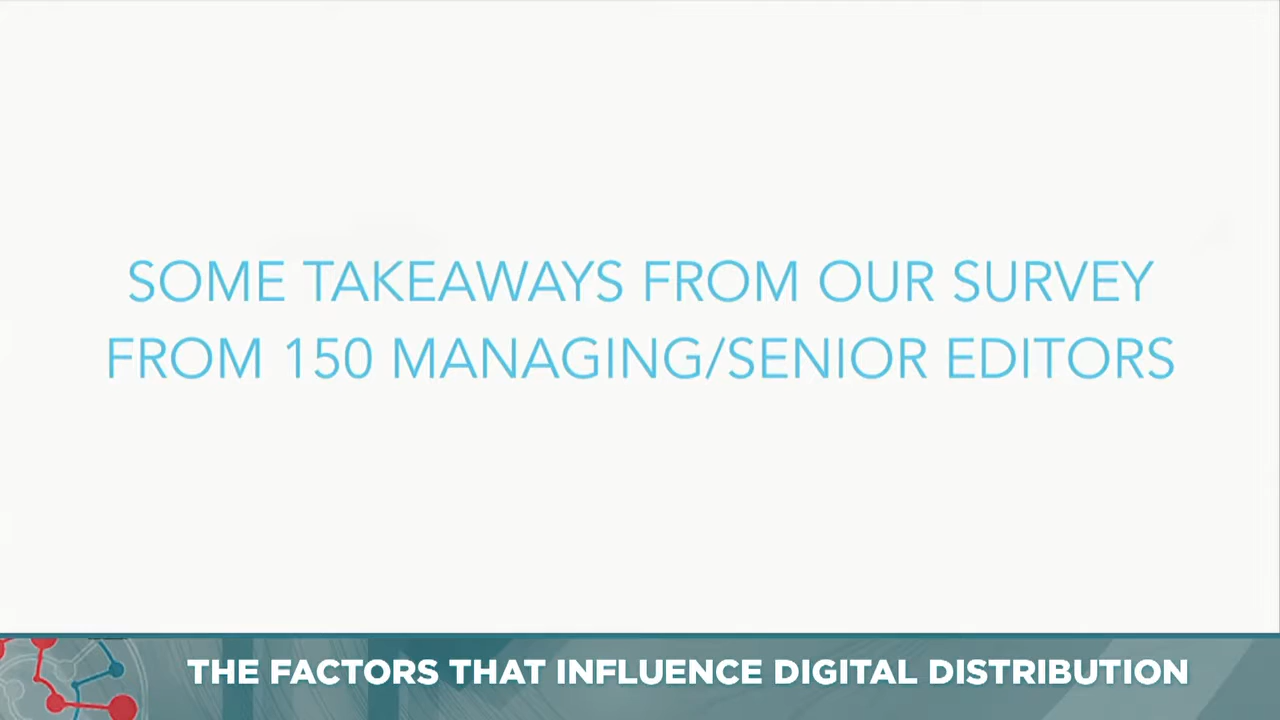 SOME TAKEAWAYS FROM OUR SURVEY
FROM 150 MANAGING/SENIOR EDITORS
THE FACTORS THAT INFLUENCE DIGITAL DISTRIBUTION